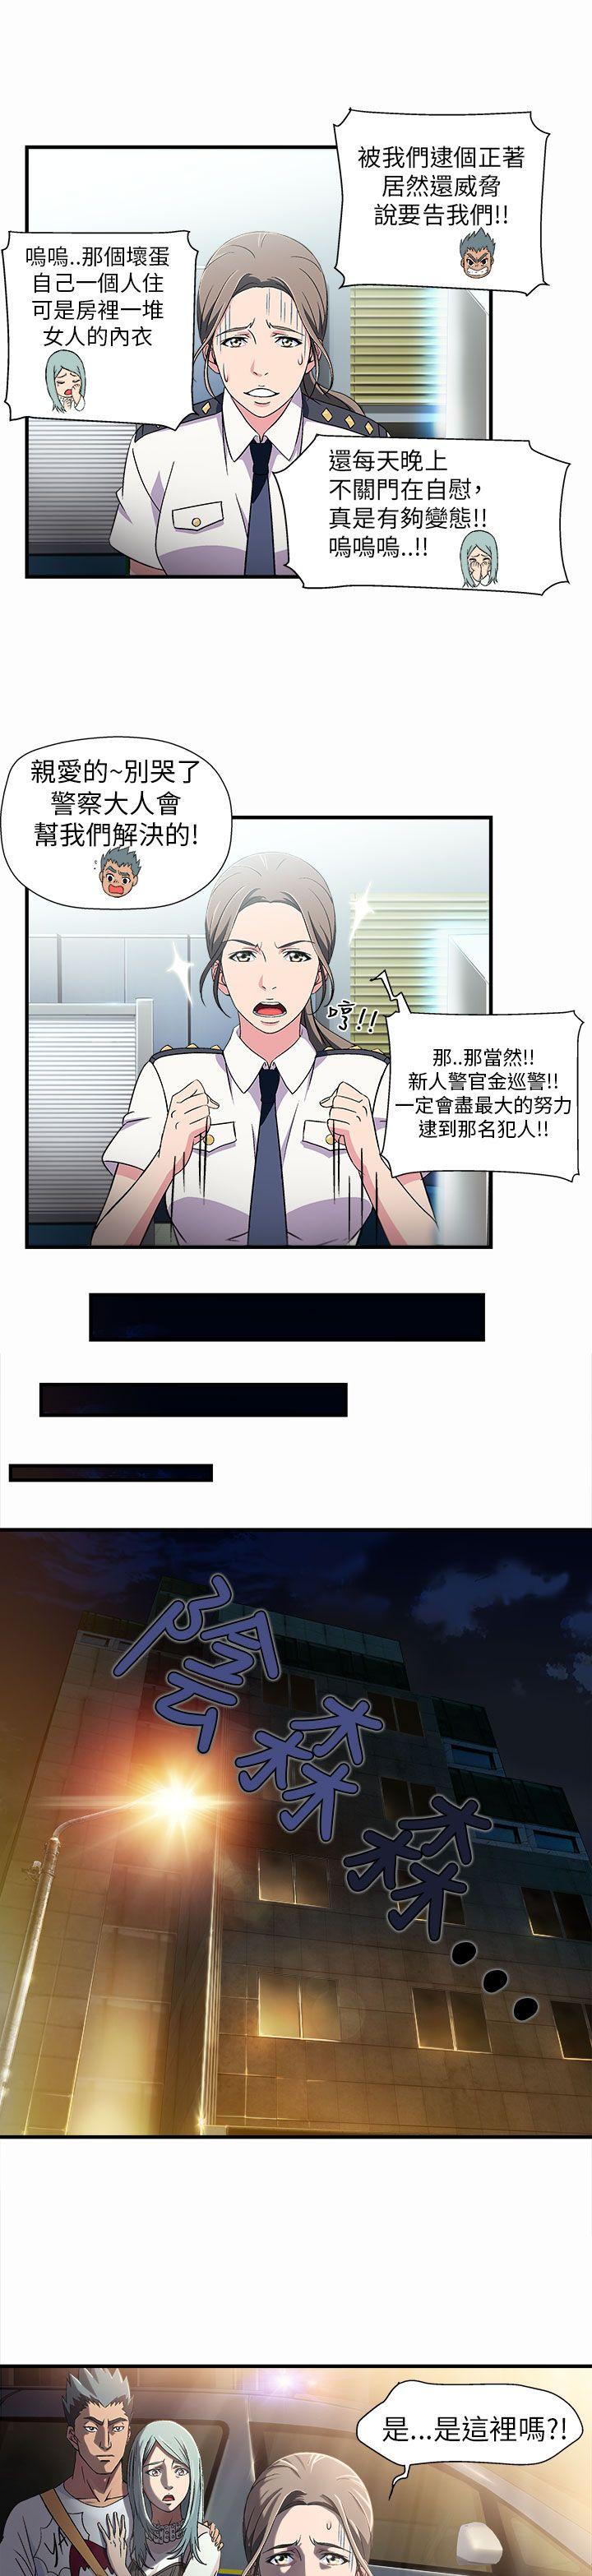 被我們逮個正著
居然還威脅
說要告我們!!
嗚嗚..那個壞蛋
自己一個人住
可是房裡一堆
女人的內衣
還每天晚上
不關門在自慰,
真是有夠變態!!
嗚嗚嗚..!!
親愛的~別哭了
警察大人會
幫我們解決的!
哼!!
那..那當然!!
新人警官金巡警!!
一定會盡最大的努力
逮到那名犯人!!
陰森森...
是...是這裡嗎?!